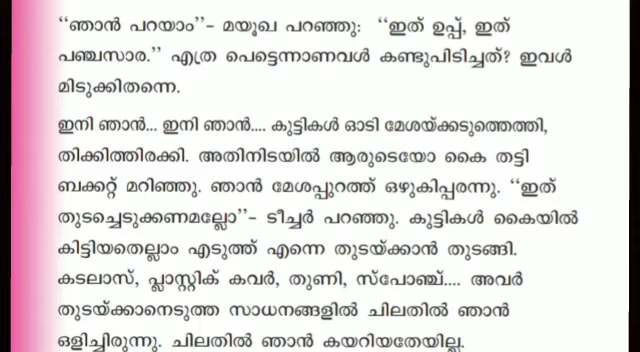 “ഞാൻ പറയാം”– മയൂഖ പറഞ്ഞു: “ഇത് ഉപ്പ്, ഇത്
പഞ്ചസാര.” എത്ര പെട്ടെന്നാണവൾ കണ്ടുപിടിച്ചത്? ഇവൾ
മിടുക്കിതന്നെ.
ഇനി ഞാൻ... ഇനി ഞാൻ.... കുട്ടികൾ ഓടി മേശയ്ക്കടുത്തെത്തി,
തിക്കിത്തിരക്കി. അതിനിടയിൽ ആരുടെയോ കൈ തട്ടി
ബക്കറ്റ് മറിഞ്ഞു. ഞാൻ മേശപ്പുറത്ത് ഒഴുകിപ്പരന്നു. “ഇത്
തുടച്ചെടുക്കണമല്ലോ”– ടീച്ചർ പറഞ്ഞു. കുട്ടികൾ കൈയിൽ
കിട്ടിയതെല്ലാം എടുത്ത് എന്നെ തുടയ്ക്കാൻ തുടങ്ങി.
കടലാസ്, പ്ലാസ്റ്റിക് കവർ, തുണി, സ്പോഞ്ച്.... അവർ
തുടയ്ക്കാനെടുത്ത സാധനങ്ങളിൽ ചിലതിൽ ഞാൻ
ഒളിച്ചിരുന്നു. ചിലതിൽ ഞാൻ കയറിയതേയില്ല.